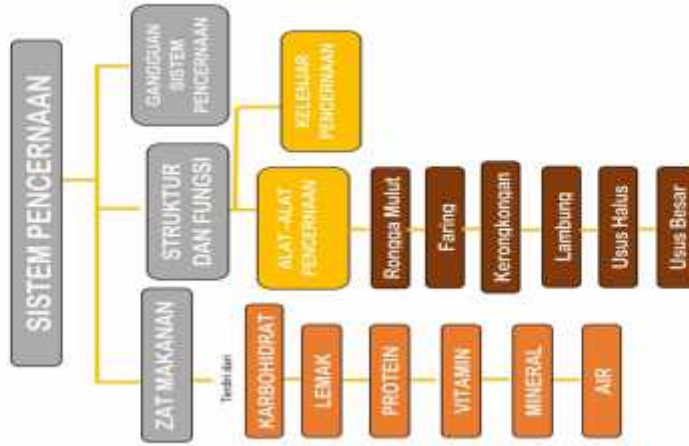 SISTEM PENCERNAAN
ZAT MAKANAN
Terdiri dari
KARBOHIDRAT
LEMAK
PROTEIN
VITAMIN
MINERAL
AIR
STRUKTUR
DAN FUNGSI
ALAT-ALAT
PENCERNAAN
Rongga Mulut
Faring
Kerongkongan
Lambung
Usus Halus
Usus Besar
KELENJAR
PENCERNAAN
GANGGUAN
SISTEM
PENCERNAAN